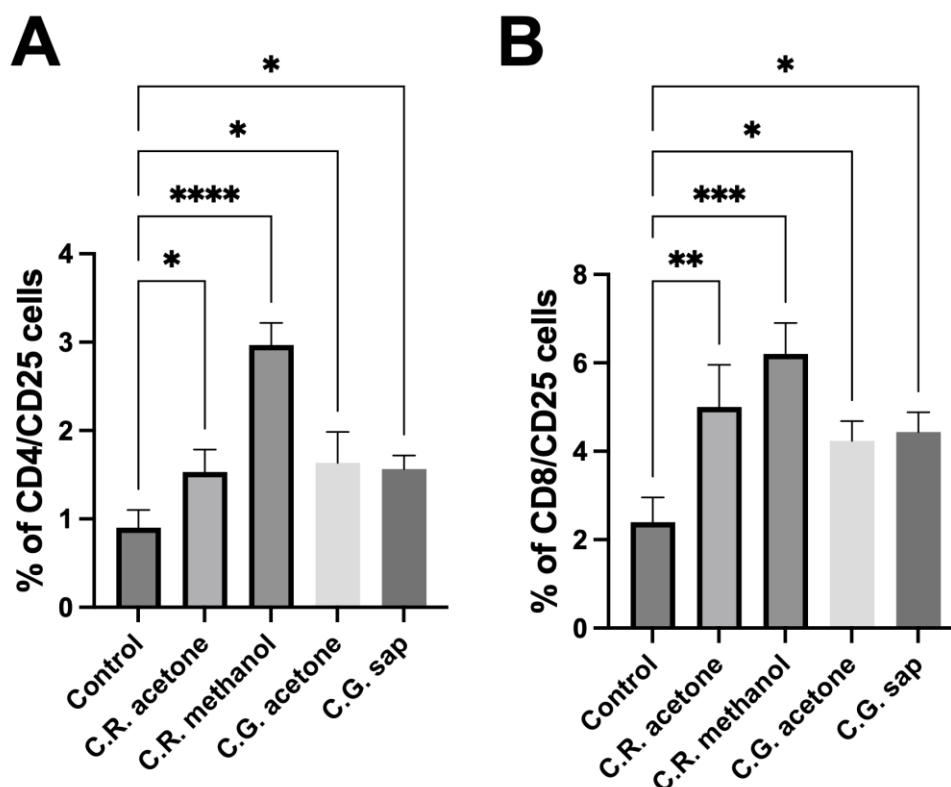 A
*
*
****
*
% of CD4/CD25 cells
4
3
2
1
0
Control
C.R. acetone
C.R. methanol
C.G. acetone
C.G. sap
B
*
*
***
**
% of CD8/CD25 cells
8
6
4
2
0
Control
C.R. acetone
C.R. methanol
C.G. acetone
C.G. sap